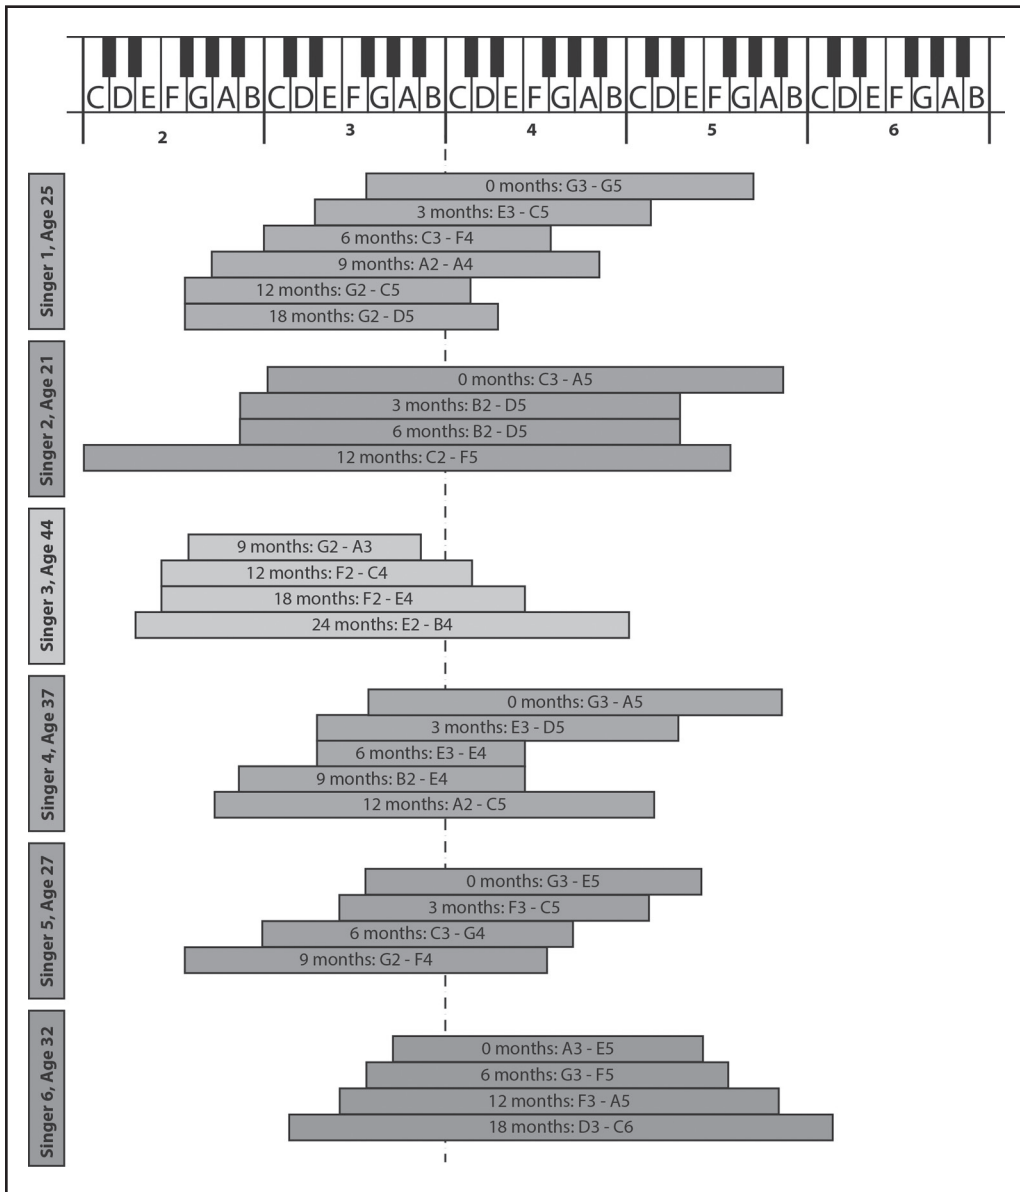 C D E F G A B C D E F G A B C D E F G A B C D E F G A B C D E F G A B
2 3 4 5 6
Singer 1, Age 25
0 months: G3 - G5
3 months: E3 - C5
6 months: C3 - F4
9 months: A2 - A4
12 months: G2 - C5
18 months: G2 - D5
Singer 2, Age 21
0 months: C3 - A5
3 months: B2 - D5
6 months: B2 - D5
12 months: C2 - F5
Singer 3, Age 44
9 months: G2 - A3
12 months: F2 - C4
18 months: F2 - E4
24 months: E2 - B4
Singer 4, Age 37
0 months: G3 - A5
3 months: E3 - D5
6 months: E3 - E4
9 months: B2 - E4
12 months: A2 - C5
Singer 5, Age 27
0 months: G3 - E5
3 months: F3 - C5
6 months: C3 - G4
9 months: G2 - F4
Singer 6, Age 32
0 months: A3 - E5
6 months: G3 - F5
12 months: F3 - A5
18 months: D3 - C6